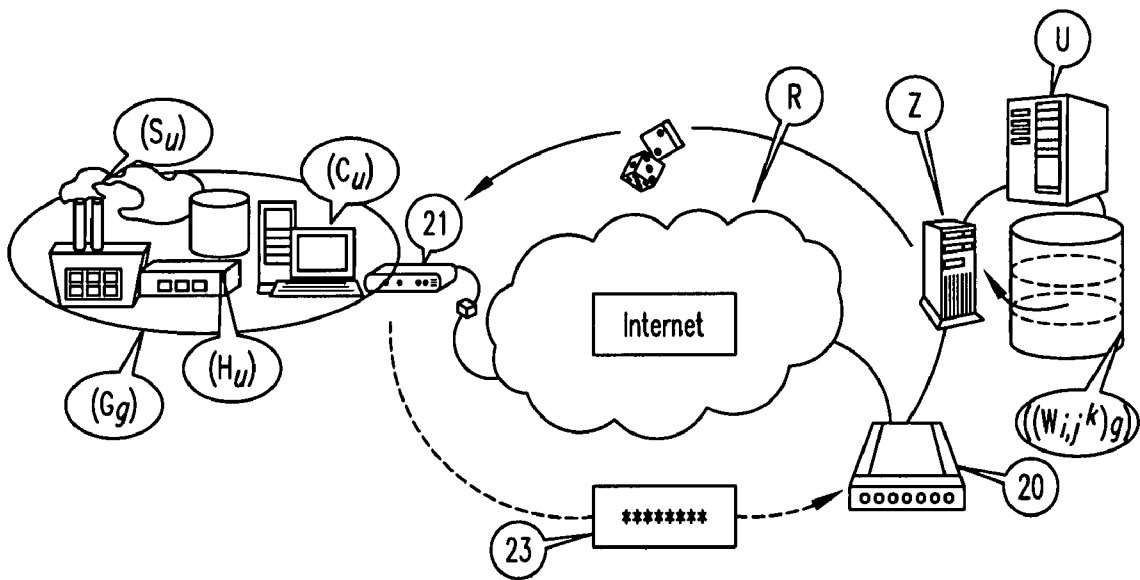 U
R
Z
(Su)
(Cu)
21
Internet
(Hu)
(Gg)
((Wi,j^k)g)
20
********
23